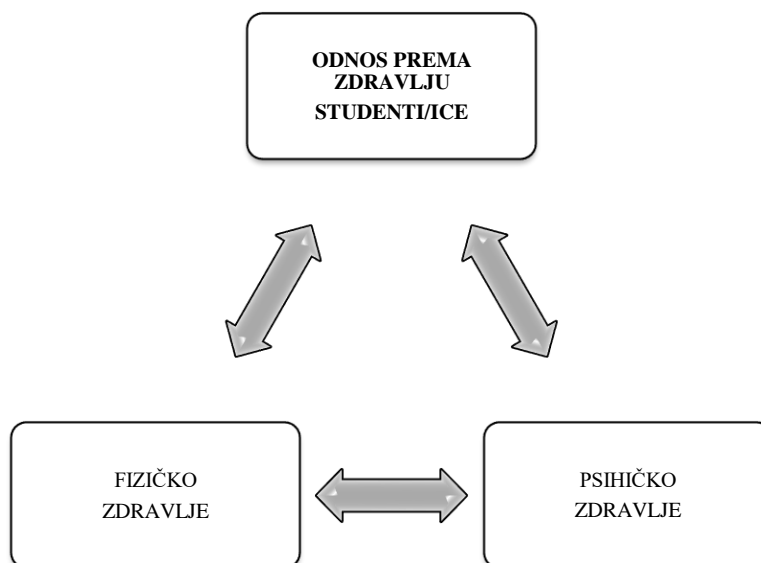 ODNOS PREMA
ZDRAVLJU
STUDENTI/ICE
FIZIČKO
ZDRAVLJE
PSIHIČKO
ZDRAVLJE